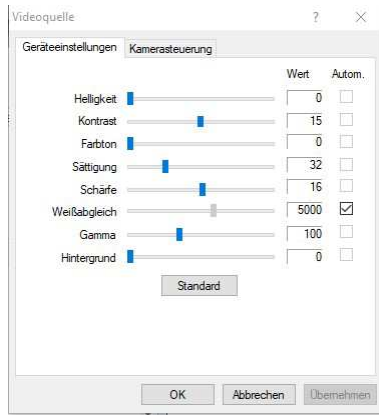 Videoquelle ?
Geräteeinstellungen Kamerasteuerung
Wert Autom.
Helligkeit 0
Kontrast 15
Farbton 0
Sättigung 32
Schärfe 16
Weißabgleich 5000
Gamma 100
Hintergrund 0
Standard
OK Abbrechen Übernehmen